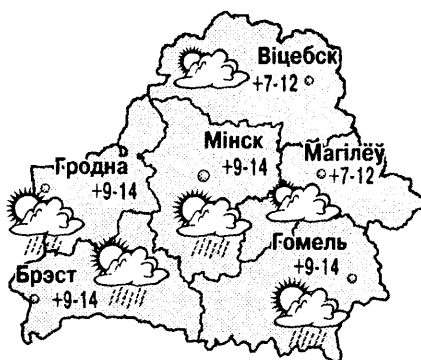 Віцебск
+7-12
Мінск
+9-14
Магілёў
+7-12
Гродна
+9-14
Гомель
+9-14
Брэст
+9-14